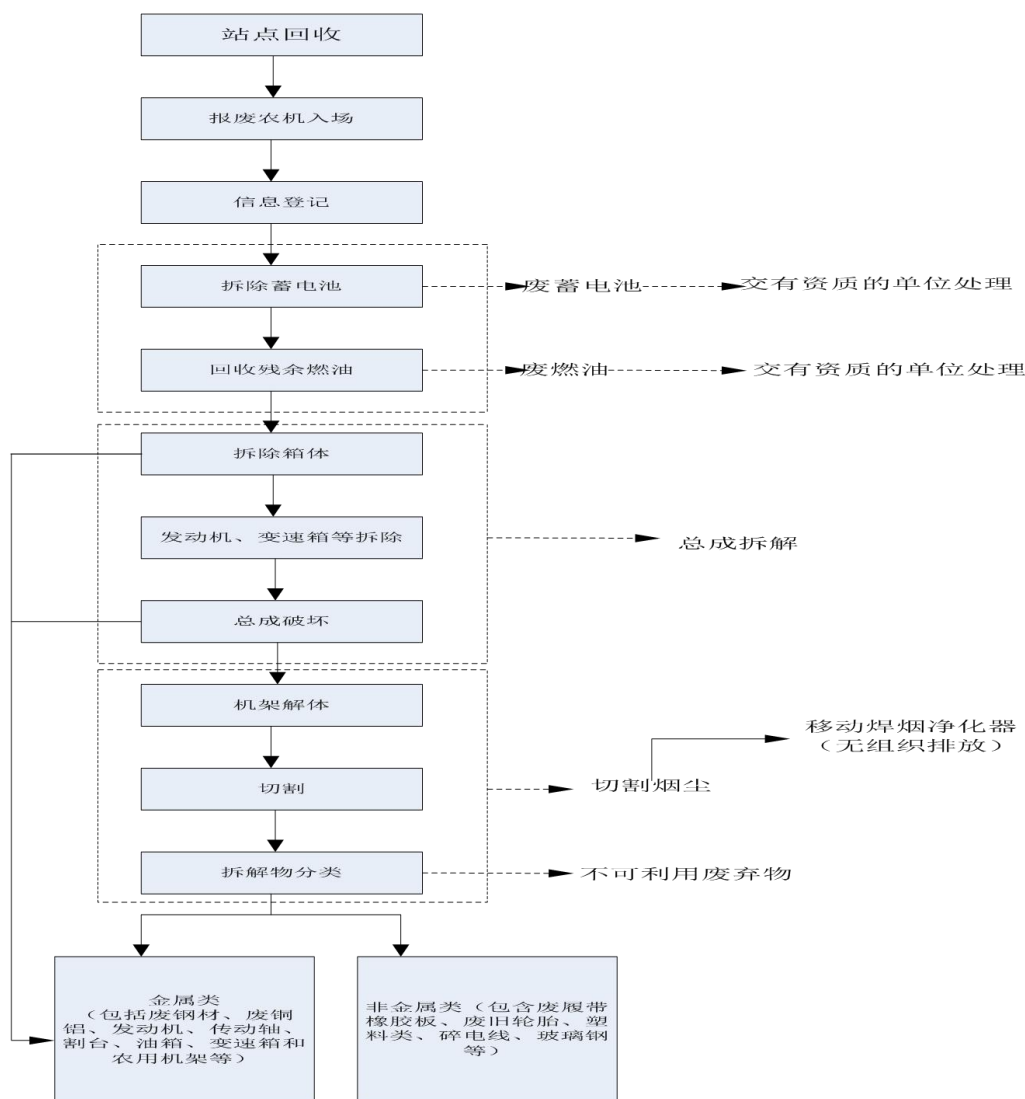 站点回收
报废农机入场
信息登记
拆除蓄电池
废蓄电池
交有资质的单位处理
回收残余燃油
废燃油
交有资质的单位处理
拆除箱体
发动机、变速箱等拆除
总成拆解
总成破坏
机架解体
移动焊烟净化器
（无组织排放）
切割
切割烟尘
拆解物分类
不可利用废弃物
金属类
（包括废钢材、废铜
铝、发动机、传动轴、
割台、油箱、变速箱和
农用机架等）
非金属类（包含废履带
橡胶板、废旧轮胎、塑
料类、碎电线、玻璃钢
等）